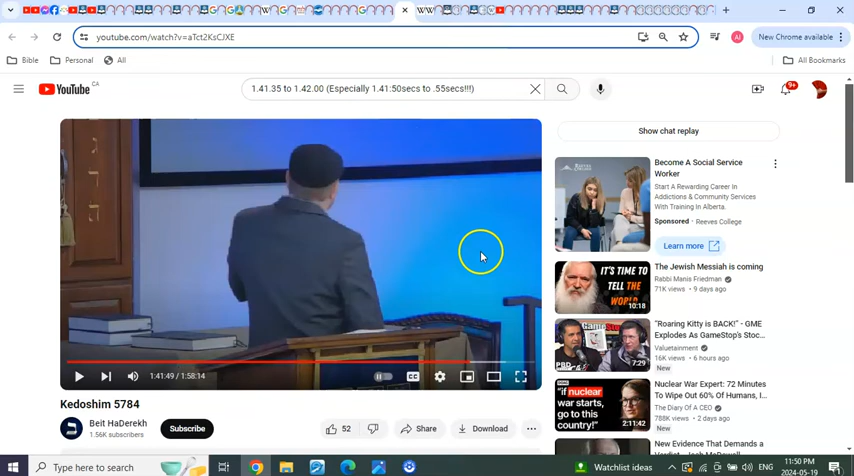 youtube.com/watch?v=aTct2KsCJXE
New Chrome available
Bible
Personal
All
All Bookmarks
YouTube CA
1.41.35 to 1.42.00 (Especially 1.41:50secs to .55secs!!!)
9+
Show chat replay
Become A Social Service
Worker
Start A Rewarding Career In
Addictions & Community Services
With Training In Alberta.
Sponsored · Reeves College
Learn more
REEVES
IT'S TIME TO
TELL THE
WORLD
10:18
The Jewish Messiah is coming
Rabbi Manis Friedman
71K views • 9 days ago
7:29
"Roaring Kitty is BACK!" - GME
Explodes As GameStop's Stoc...
Valuetainment
16K views • 6 hours ago
New
"if nuclear
war starts,
go to this
country!"
2:11:42
Nuclear War Expert: 72 Minutes
To Wipe Out 60% Of Humans, I...
The Diary Of A CEO
788K views • 2 days ago
New
New Evidence That Demands a
1:41:49 / 1:58:14
CC
Kedoshim 5784
Beit HaDerekh
1.56K subscribers
Subscribe
52
Share
Download
Type here to search
Watchlist ideas
11:50 PM
2024-05-19